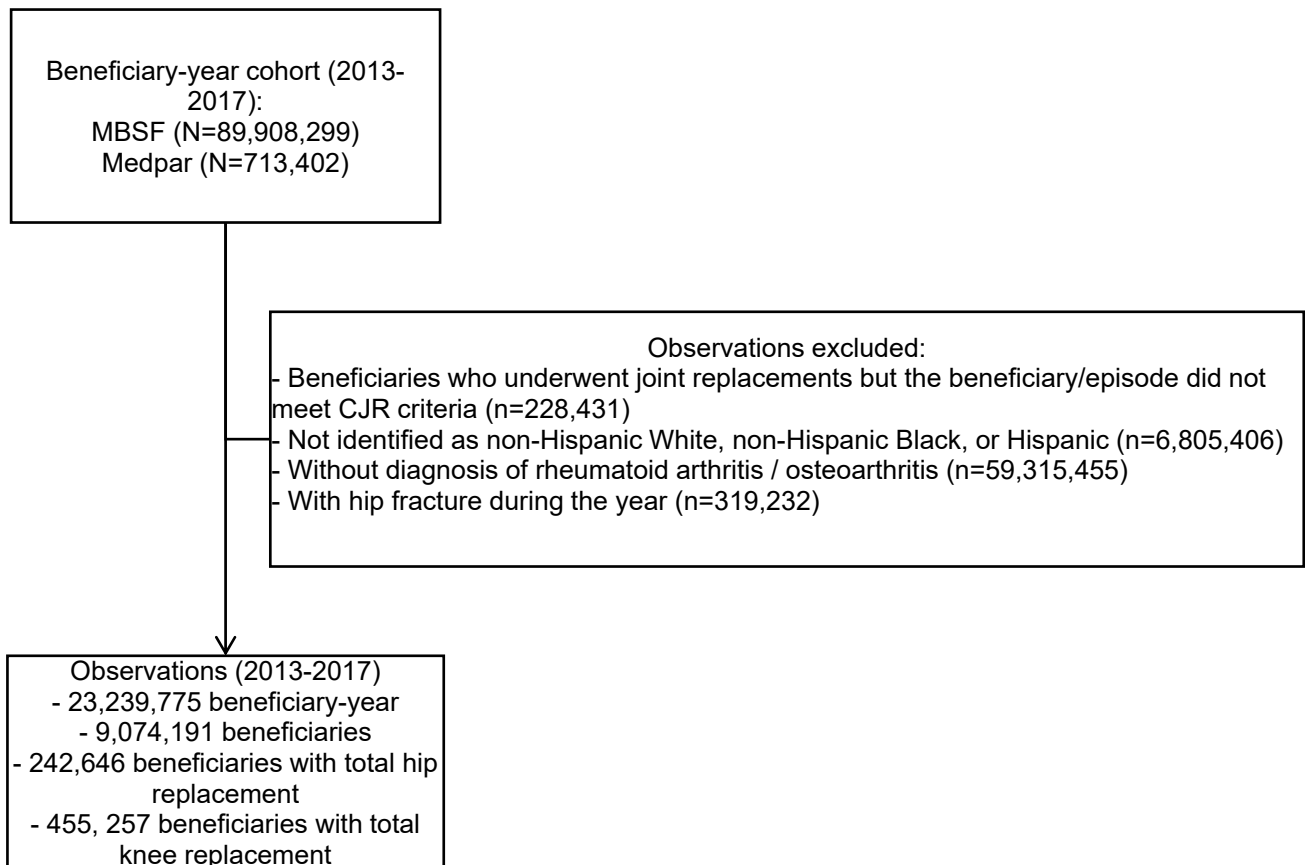 Beneficiary-year cohort (2013-
2017):
MBSF (N=89,908,299)
Medpar (N=713,402)
Observations excluded:
- Beneficiaries who underwent joint replacements but the beneficiary/episode did not
meet CJR criteria (n=228,431)
- Not identified as non-Hispanic White, non-Hispanic Black, or Hispanic (n=6,805,406)
- Without diagnosis of rheumatoid arthritis / osteoarthritis (n=59,315,455)
- With hip fracture during the year (n=319,232)
Observations (2013-2017)
- 23,239,775 beneficiary-year
- 9,074,191 beneficiaries
- 242,646 beneficiaries with total hip
replacement
- 455, 257 beneficiaries with total
knee replacement